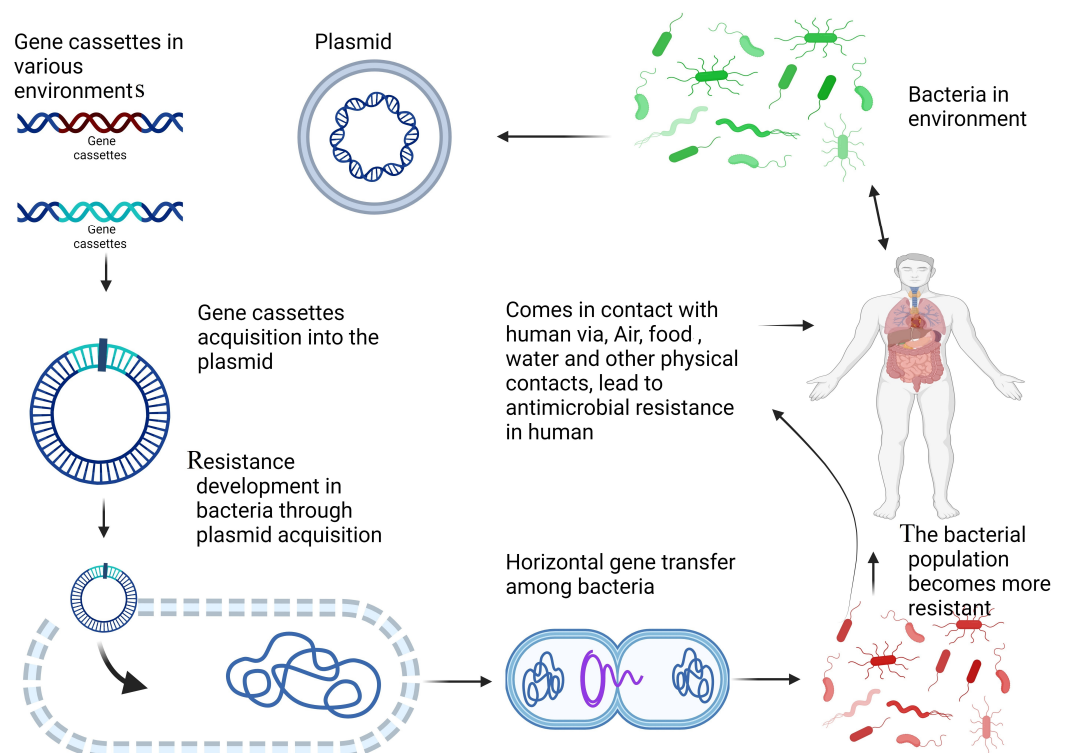 Gene cassettes in
various
environments
Gene
cassettes
Gene
cassettes
Plasmid
Bacteria in
environment
Gene cassettes
acquisition into the
plasmid
Comes in contact with
human via, Air, food ,
water and other physical
contacts, lead to
antimicrobial resistance
in human
Resistance
development in
bacteria through
plasmid acquisition
Horizontal gene transfer
among bacteria
The bacterial
population
becomes more
resistant